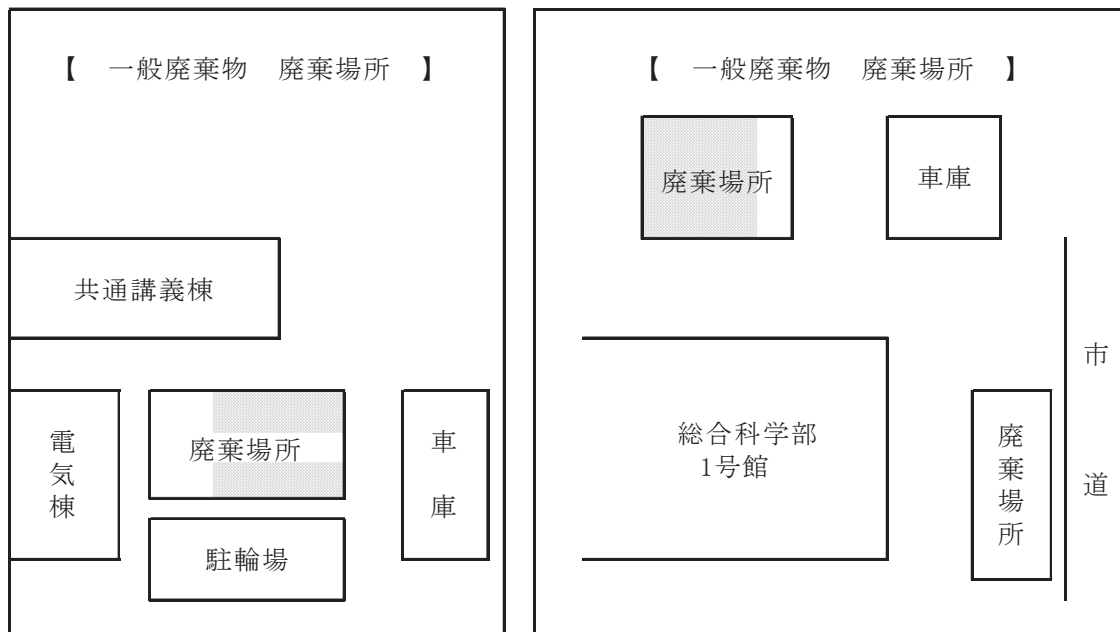 【　一般廃棄物　廃棄場所　】
共通講義棟
電気棟
廃棄場所
車庫
駐輪場
【　一般廃棄物　廃棄場所　】
廃棄場所
車庫
総合科学部
1号館
廃棄場所
市道